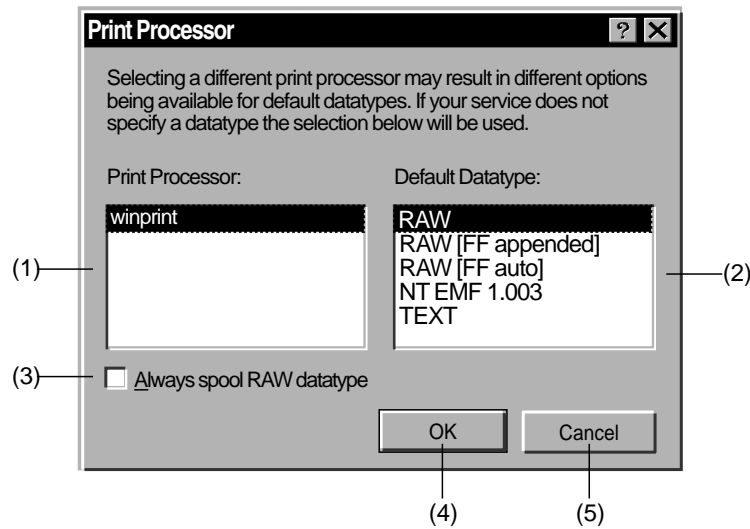 Print Processor
?
Selecting a different print processor may result in different options
being available for default datatypes. If your service does not
specify a datatype the selection below will be used.
Print Processor:
Default Datatype:
winprint
RAW
RAW [FF appended]
RAW [FF auto]
NT EMF 1.003
TEXT
(1)
(2)
(3)
Always spool RAW datatype
OK
Cancel
(4)
(5)